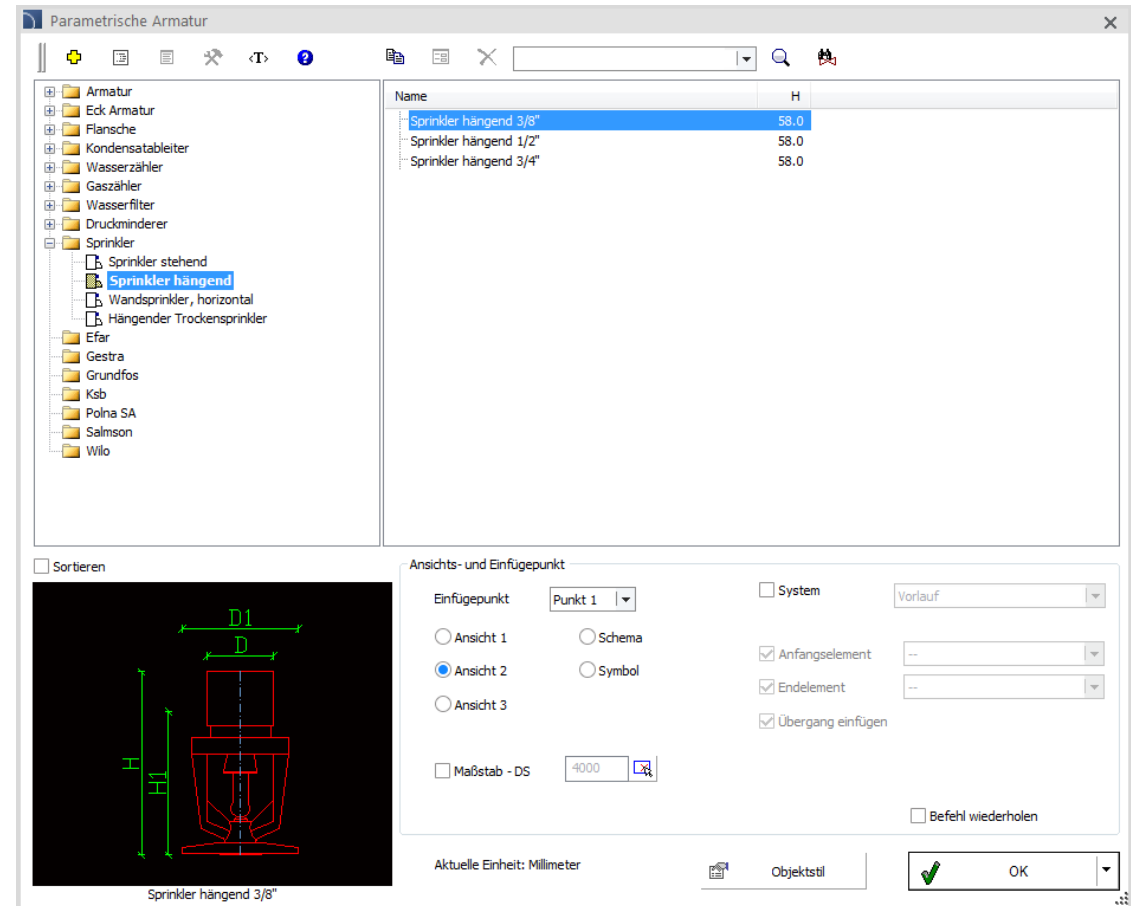 Parametrische Armatur
‹T›
Armatur
Eck Armatur
Flansche
Kondensatableiter
Wasserzähler
Gaszähler
Wasserfilter
Druckminderer
Sprinkler
Sprinkler stehend
Sprinkler hängend
Wandsprinkler, horizontal
Hängender Trockensprinkler
Efar
Gestra
Grundfos
Ksb
Polna SA
Salmson
Wilo
Name H
Sprinkler hängend 3/8" 58.0
Sprinkler hängend 1/2" 58.0
Sprinkler hängend 3/4" 58.0
Sortieren
D1
D
H
H1
Sprinkler hängend 3/8"
Ansichts- und Einfügepunkt
Einfügepunkt Punkt 1
Ansicht 1 Schema
Ansicht 2 Symbol
Ansicht 3
Maßstab - DS 4000
System Vorlauf
Anfangselement --
Endelement --
Übergang einfügen
Befehl wiederholen
Aktuelle Einheit: Millimeter
Objektstil
OK